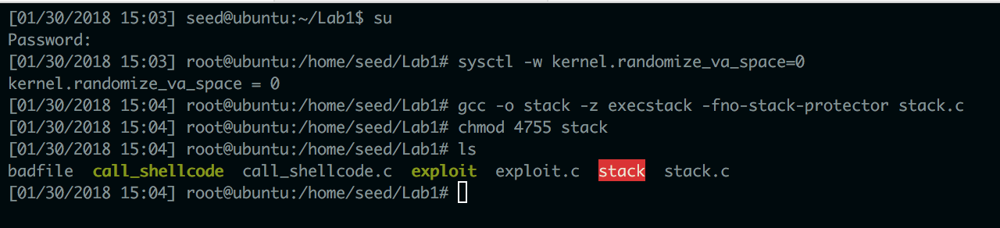 [01/30/2018 15:03] seed@ubuntu:~/Lab1$ su
Password:
[01/30/2018 15:03] root@ubuntu:/home/seed/Lab1# sysctl -w kernel.randomize_va_space=0
kernel.randomize_va_space = 0
[01/30/2018 15:04] root@ubuntu:/home/seed/Lab1# gcc -o stack -z execstack -fno-stack-protector stack.c
[01/30/2018 15:04] root@ubuntu:/home/seed/Lab1# chmod 4755 stack
[01/30/2018 15:04] root@ubuntu:/home/seed/Lab1# ls
badfile  call_shellcode  call_shellcode.c  exploit  exploit.c  stack  stack.c
[01/30/2018 15:04] root@ubuntu:/home/seed/Lab1#